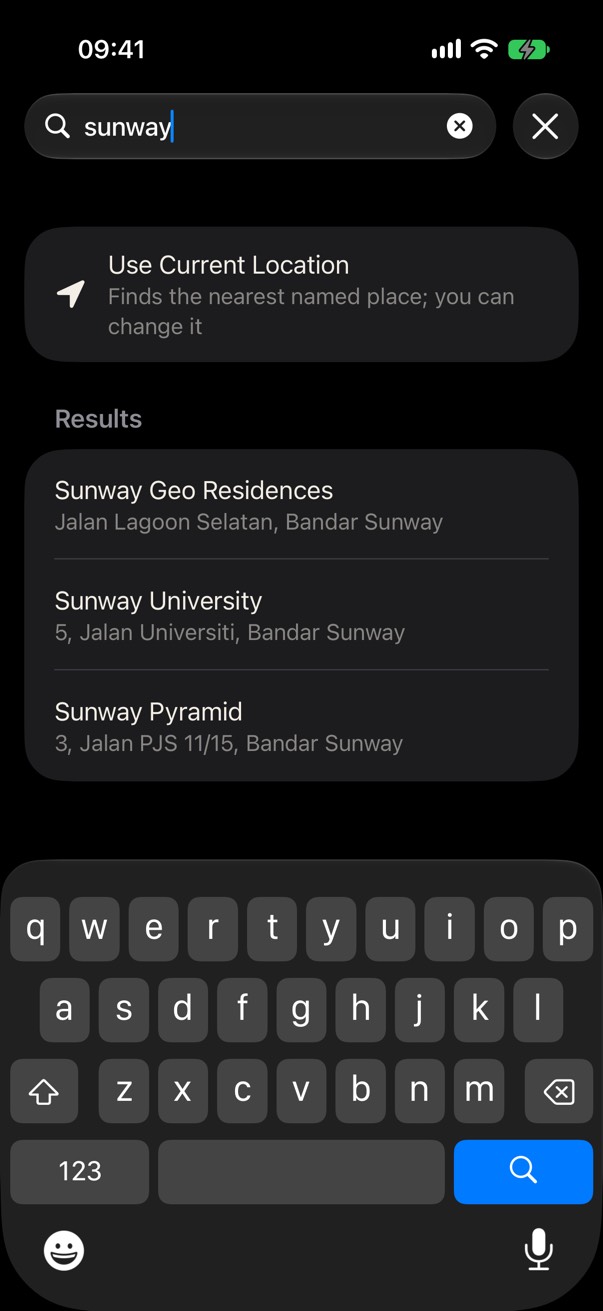 09:41
sunway
Use Current Location
Finds the nearest named place; you can
change it
Results
Sunway Geo Residences
Jalan Lagoon Selatan, Bandar Sunway
Sunway University
5, Jalan Universiti, Bandar Sunway
Sunway Pyramid
3, Jalan PJS 11/15, Bandar Sunway
q w e r t y u i o p
a s d f g h j k l
z x c v b n m
123